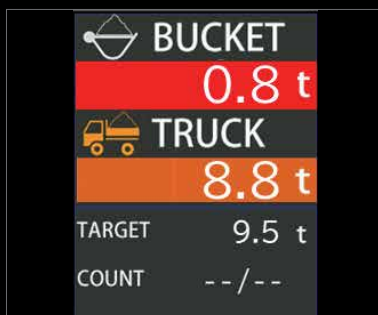 BUCKET
0.8 t
TRUCK
8.8 t
TARGET 9.5 t
COUNT --/--